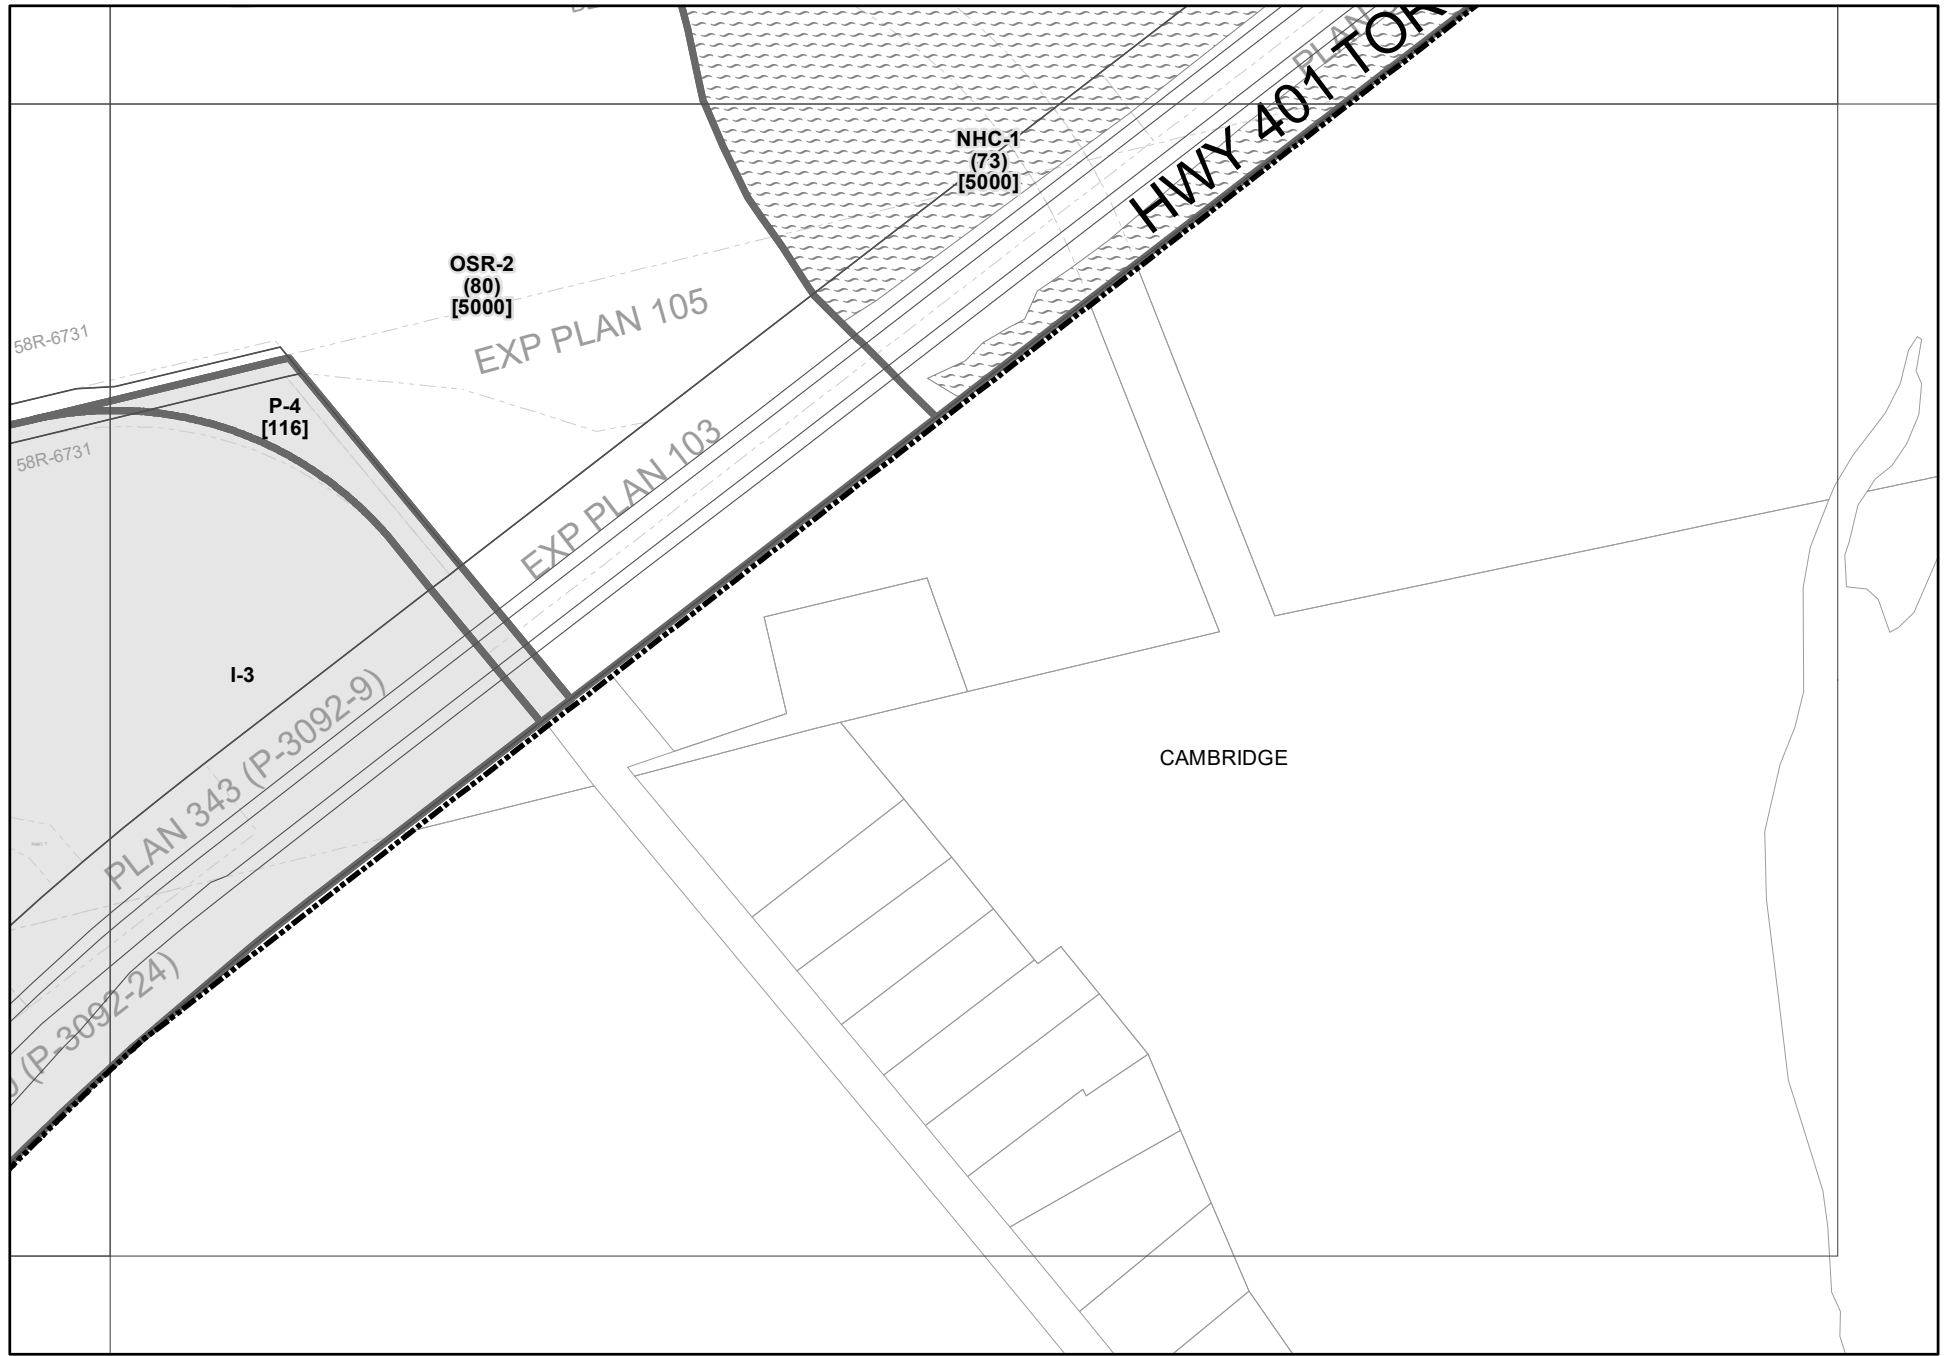 HWY 401 TOR
PLAN
NHC-1
(73)
[5000]
OSR-2
(80)
[5000]
EXP PLAN 105
58R-6731
P-4
[116]
58R-6731
EXP PLAN 103
I-3
PLAN 343 (P-3092-9)
CAMBRIDGE
(P-3092-24)